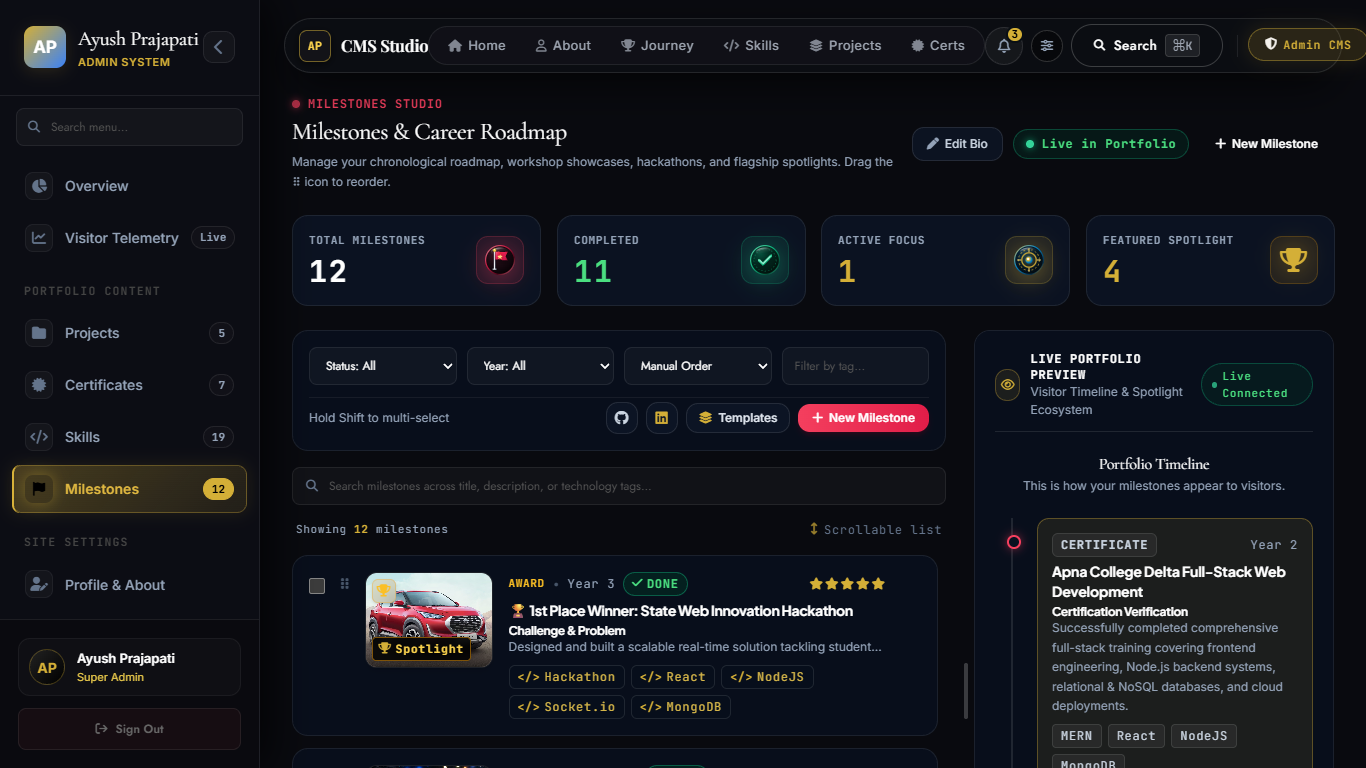 AP
Ayush Prajapati
ADMIN SYSTEM
Search menu...
Overview
Visitor Telemetry
Live
PORTFOLIO CONTENT
Projects
5
Certificates
7
Skills
19
Milestones
12
SITE SETTINGS
Profile & About
AP
Ayush Prajapati
Super Admin
Sign Out
AP
CMS Studio
Home
About
Journey
Skills
Projects
Certs
3
Search
⌘K
Admin CMS
MILESTONES STUDIO
Milestones & Career Roadmap
Manage your chronological roadmap, workshop showcases, hackathons, and flagship spotlights. Drag the
⠿ icon to reorder.
Edit Bio
Live in Portfolio
New Milestone
TOTAL MILESTONES
12
COMPLETED
11
ACTIVE FOCUS
1
FEATURED SPOTLIGHT
4
Status: All
Year: All
Manual Order
Filter by tag...
Hold Shift to multi-select
Templates
New Milestone
Search milestones across title, description, or technology tags...
Showing 12 milestones
Scrollable list
Spotlight
AWARD • Year 3
DONE
🏆 1st Place Winner: State Web Innovation Hackathon
Challenge & Problem
Designed and built a scalable real-time solution tackling student...
</> Hackathon
</> React
</> NodeJS
</> Socket.io
</> MongoDB
LIVE PORTFOLIO
PREVIEW
Visitor Timeline & Spotlight
Ecosystem
Live
Connected
Portfolio Timeline
This is how your milestones appear to visitors.
CERTIFICATE
Year 2
Apna College Delta Full-Stack Web
Development
Certification Verification
Successfully completed comprehensive
full-stack training covering frontend
engineering, Node.js backend systems,
relational & NoSQL databases, and cloud
deployments.
MERN
React
NodeJS
MongoDB